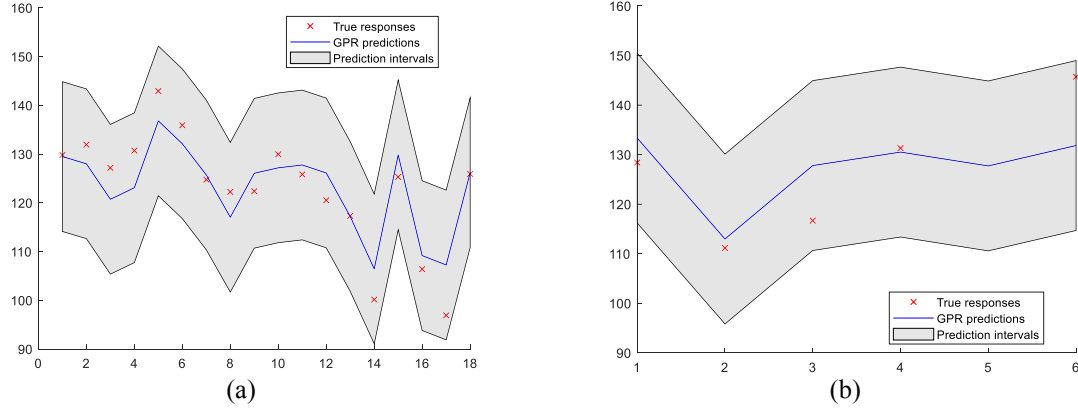 160
150
140
130
120
110
100
90
0 2 4 6 8 10 12 14 16 18
True responses
GPR predictions
Prediction intervals
(a)
160
150
140
130
120
110
100
90
1 2 3 4 5 6
True responses
GPR predictions
Prediction intervals
(b)